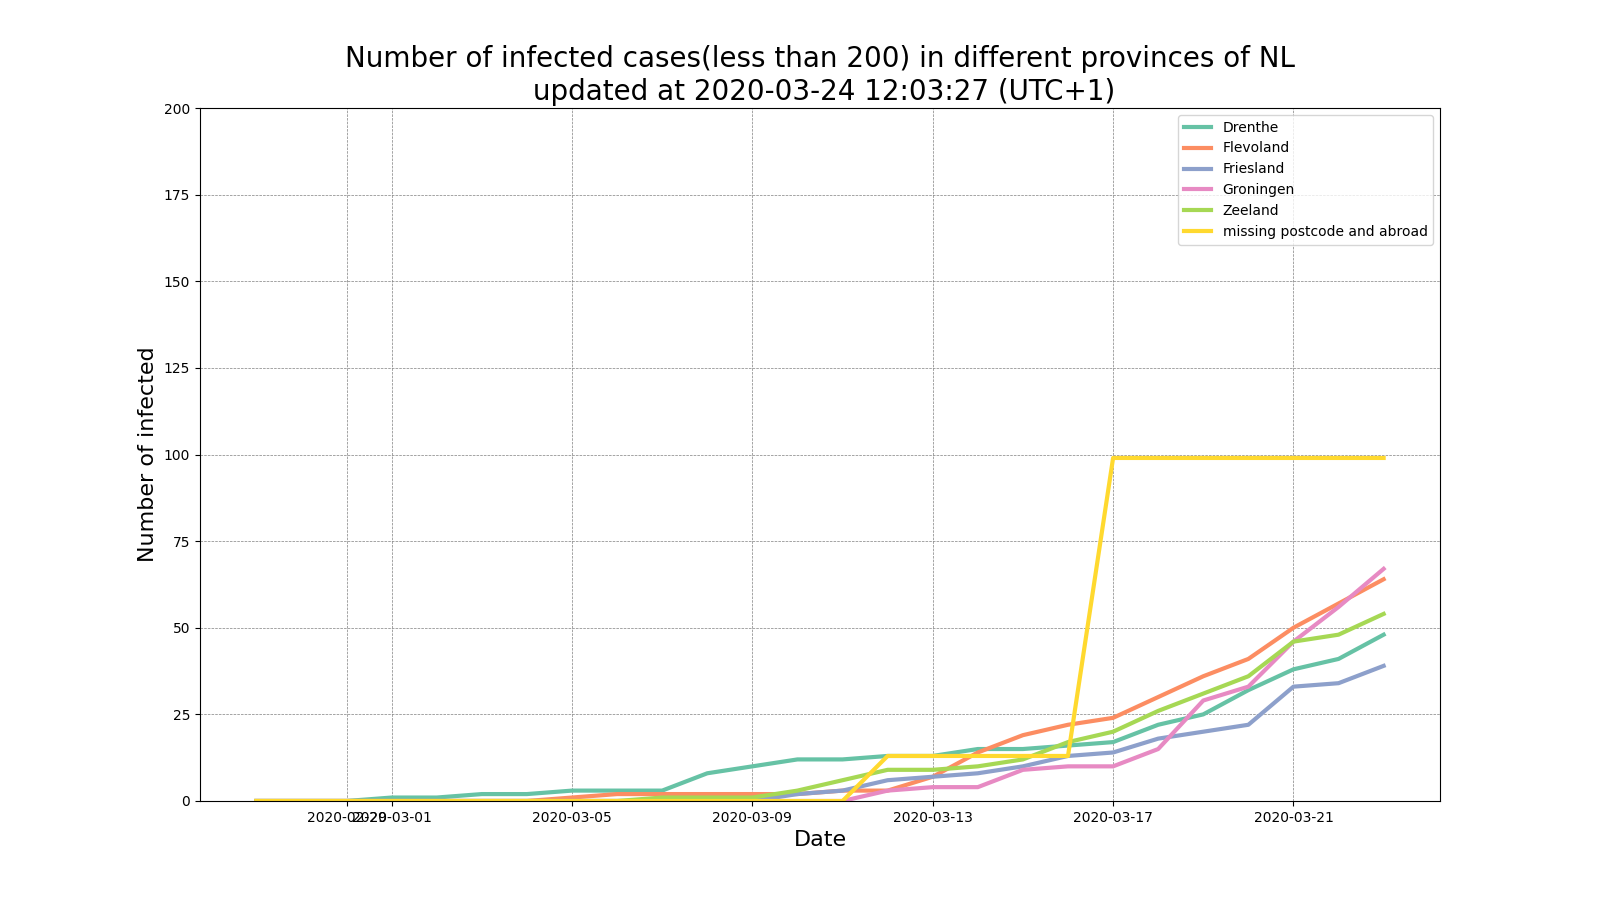 Number of infected cases(less than 200) in different provinces of NL
updated at 2020-03-24 12:03:27 (UTC+1)
200
175
150
125
100
75
50
25
0
Number of infected
Drenthe
Flevoland
Friesland
Groningen
Zeeland
missing postcode and abroad
2020-02-29
2020-03-01
2020-03-05
2020-03-09
2020-03-13
2020-03-17
2020-03-21
Date